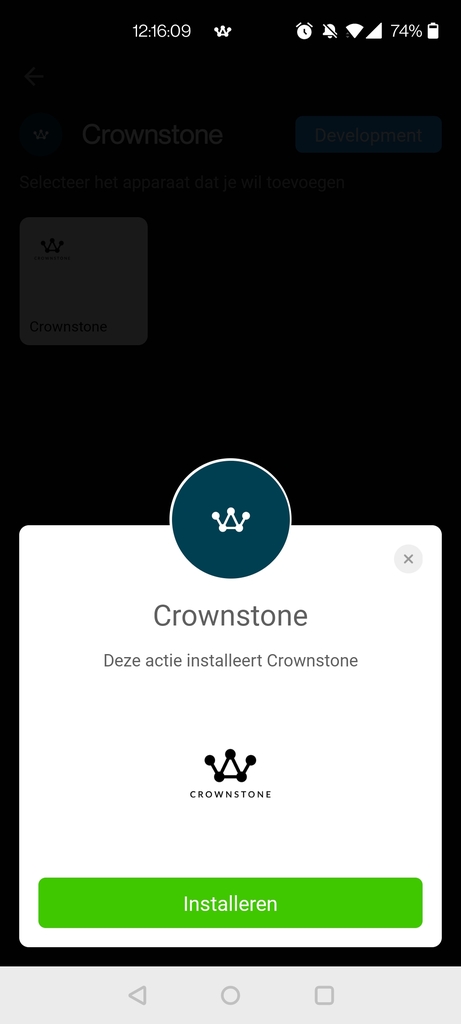 12:16:09
74%
Crownstone
Development
Selecteer het apparaat dat je wil toevoegen
CROWNSTONE
Crownstone
Crownstone
Deze actie installeert Crownstone
CROWNSTONE
Installeren